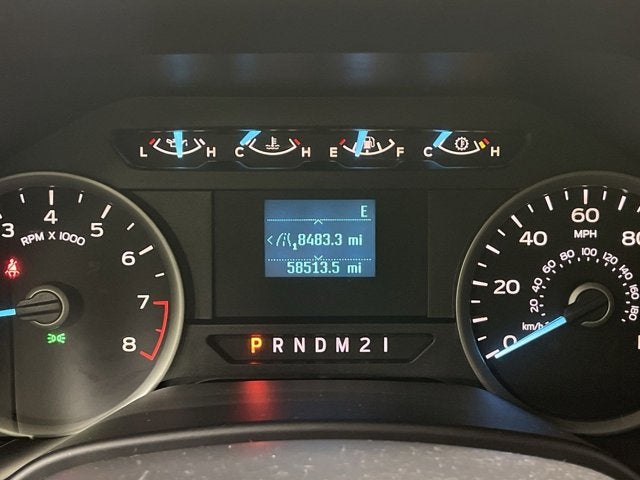 L H C H E F C H
E
8483.3 mi
58513.5 mi
3 4 5 6 7 8
RPM X 1000
0 20 40 60 80
MPH
20 40 60 80 100 120 140 160 180
km/h
P R N D M 2 1